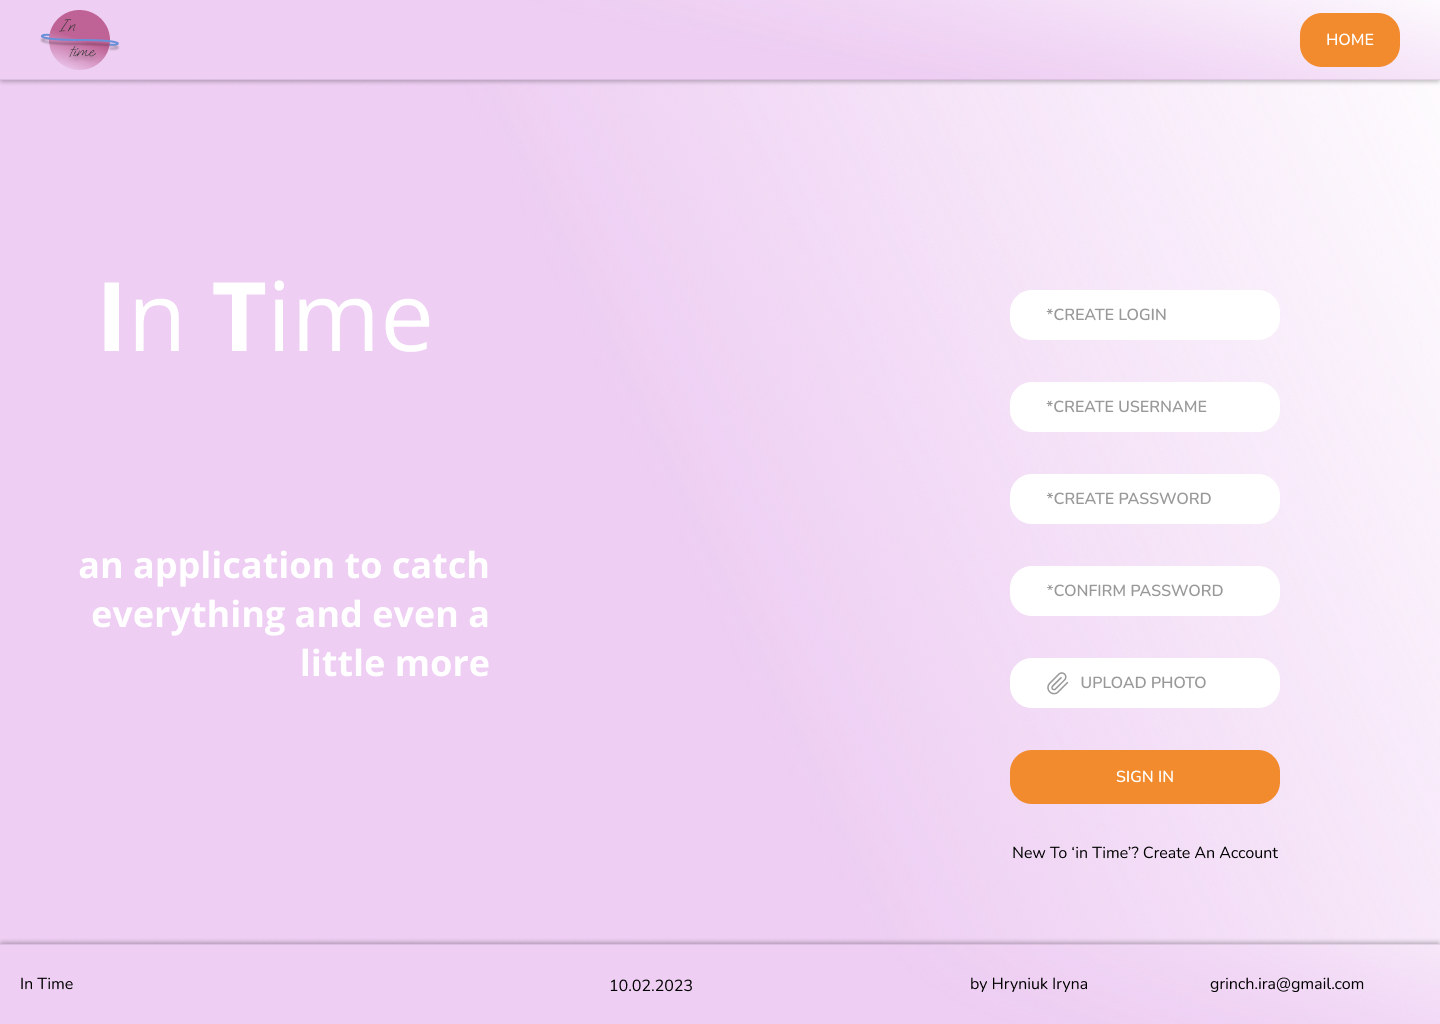 In
time
HOME
In Time
an application to catch
everything and even a
little more
*CREATE LOGIN
*CREATE USERNAME
*CREATE PASSWORD
*CONFIRM PASSWORD
UPLOAD PHOTO
SIGN IN
New To ‘in Time’? Create An Account
In Time
10.02.2023
by Hryniuk Iryna
grinch.ira@gmail.com